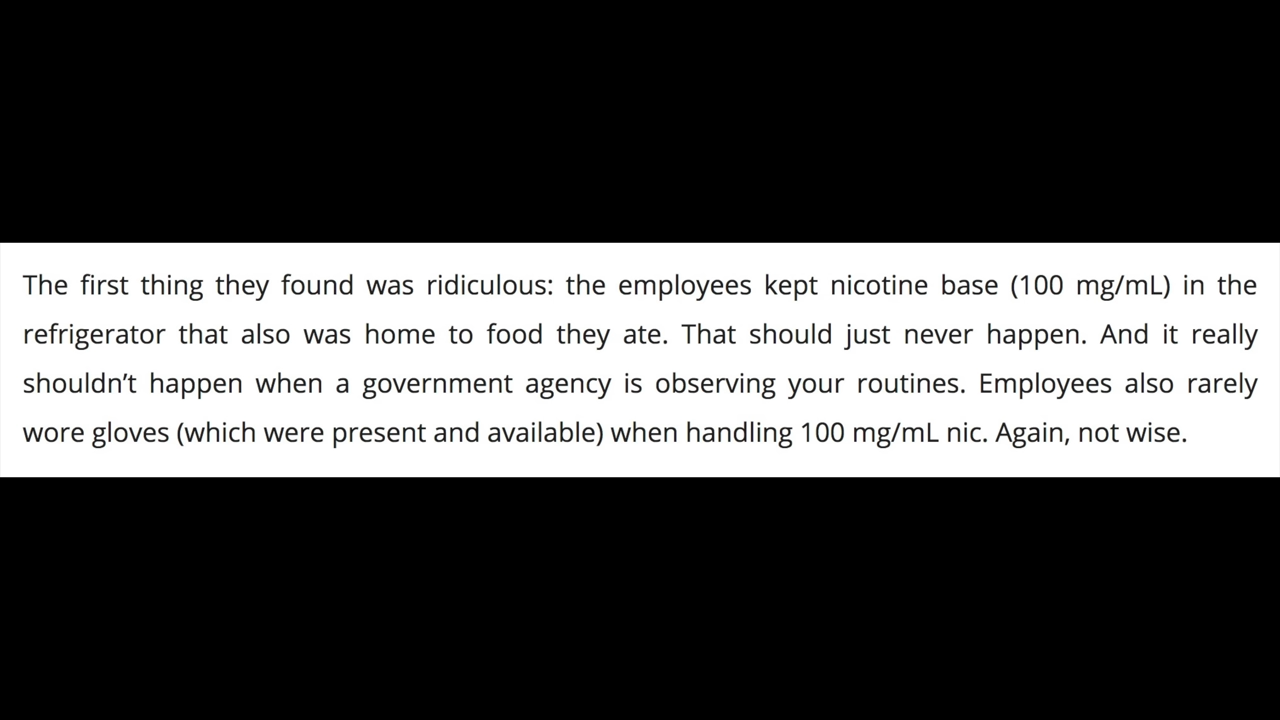 The first thing they found was ridiculous: the employees kept nicotine base (100 mg/mL) in the
refrigerator that also was home to food they ate. That should just never happen. And it really
shouldn’t happen when a government agency is observing your routines. Employees also rarely
wore gloves (which were present and available) when handling 100 mg/mL nic. Again, not wise.